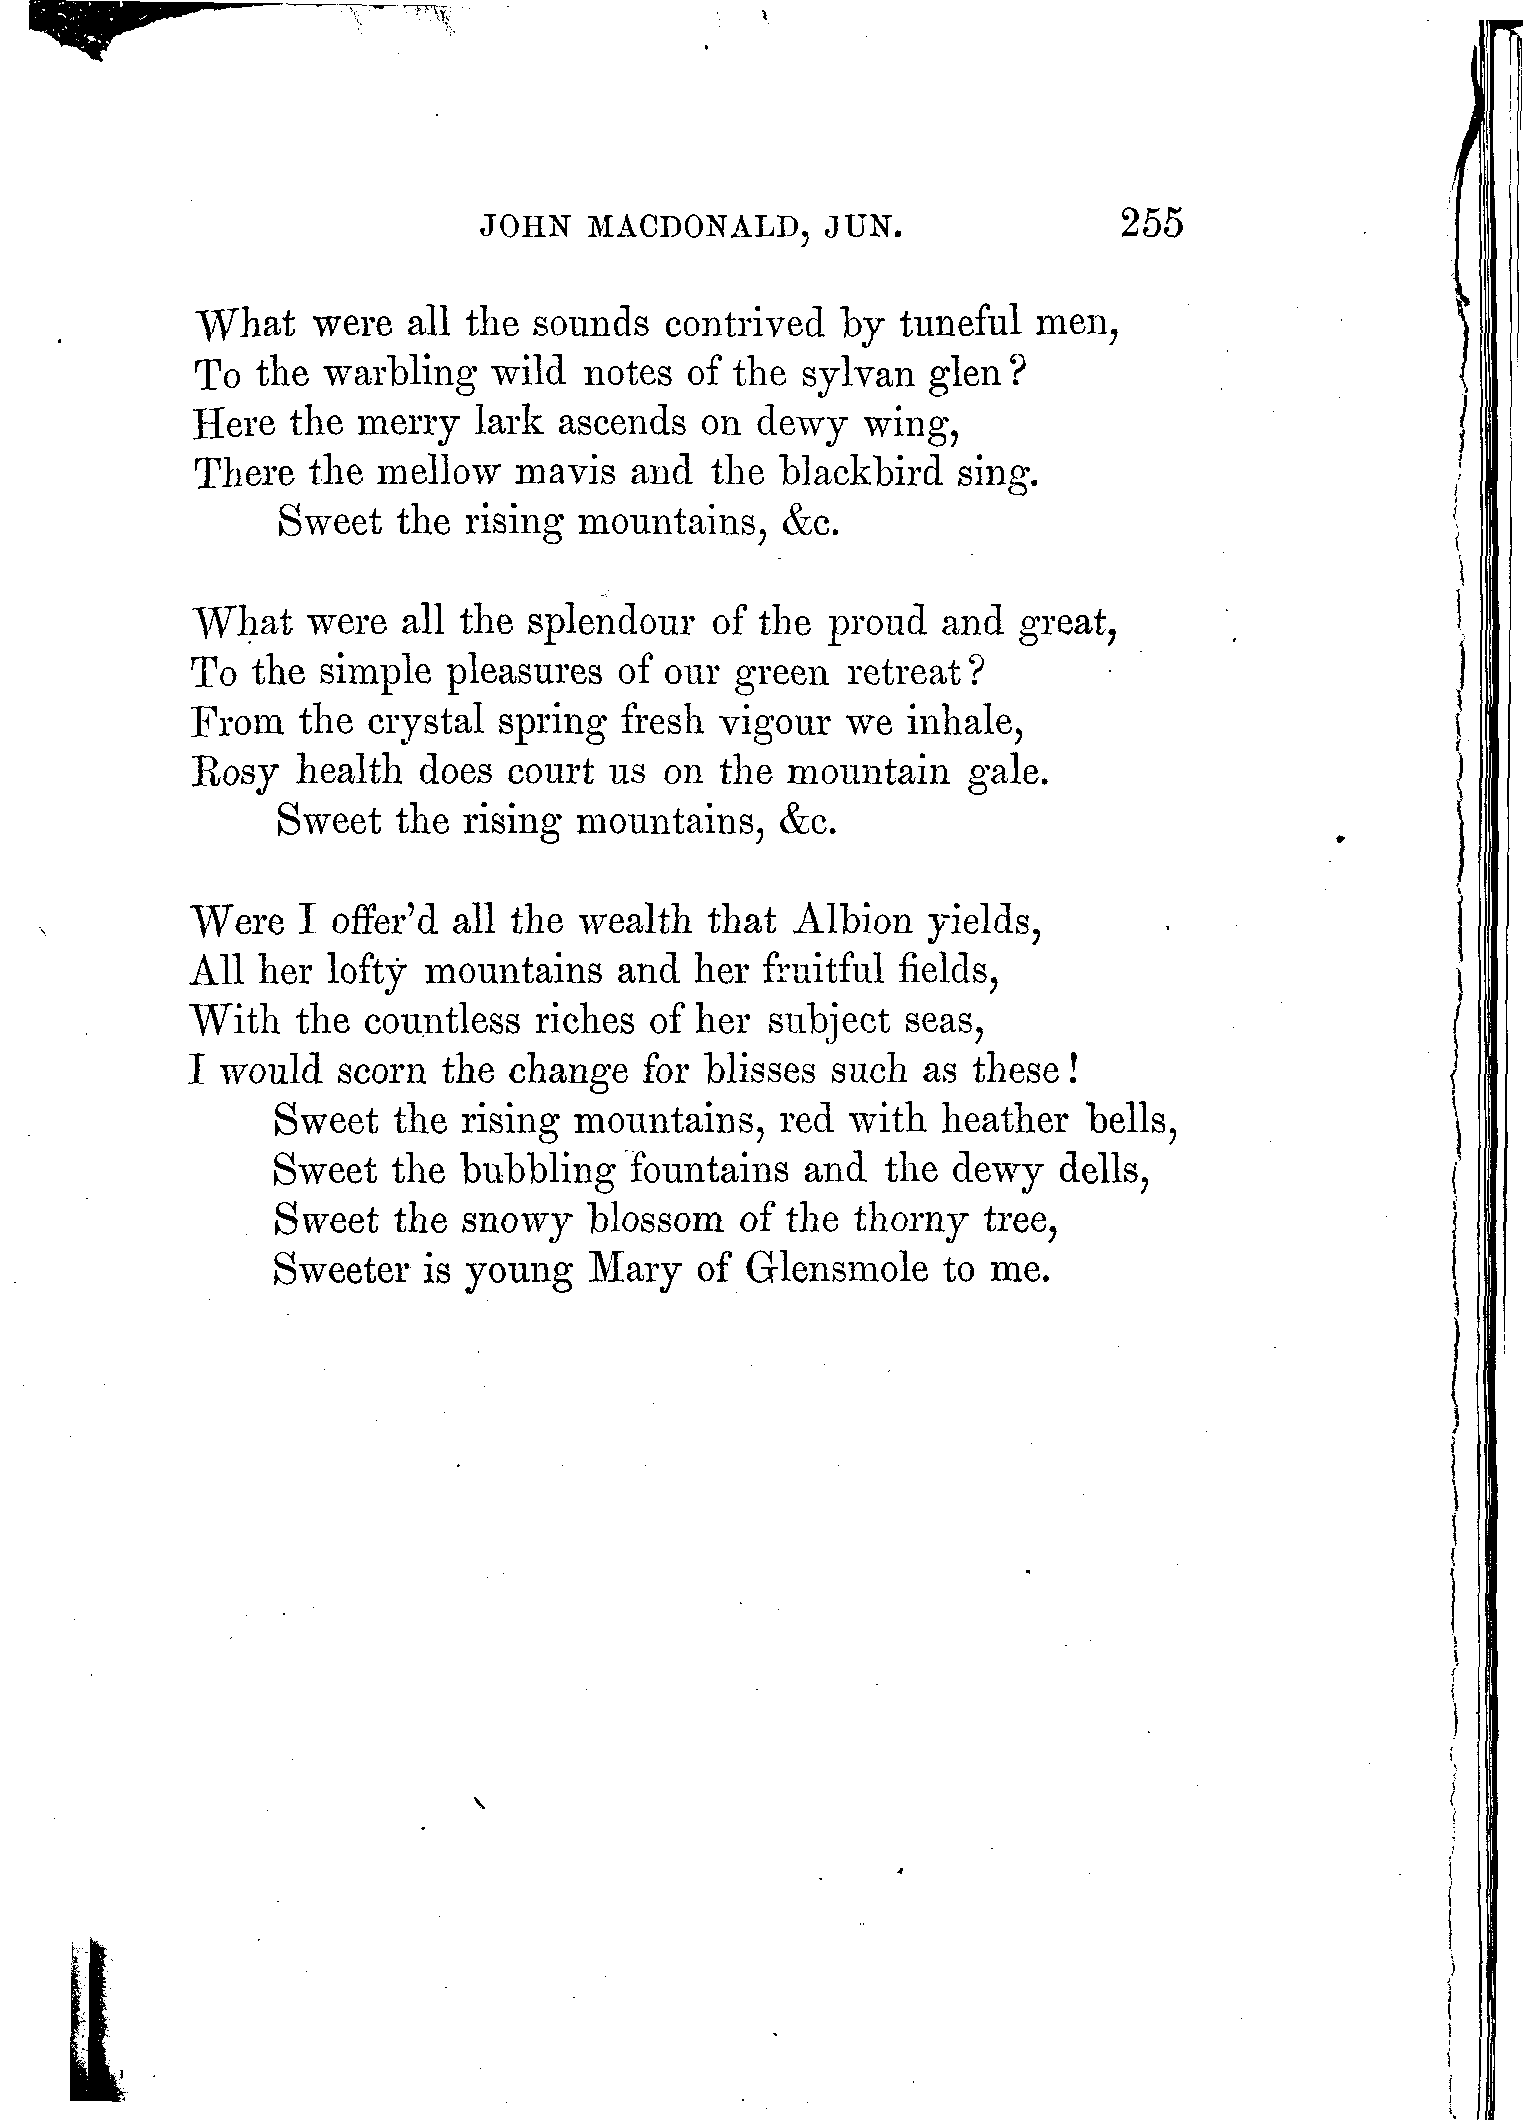 JOHN MACDONALD, JUN. 255
What were all the sounds contrived by tuneful men,
To the warbling wild notes of the sylvan glen?
Here the merry lark ascends on dewy wing,
There the mellow mavis and the blackbird sing.
Sweet the rising mountains, &c.
What were all the splendour of the proud and great,
To the simple pleasures of our green retreat?
From the crystal spring fresh vigour we inhale,
Rosy health does court us on the mountain gale.
Sweet the rising mountains, &c.
Were I offer'd all the wealth that Albion yields,
All her lofty mountains and her fruitful fields,
With the countless riches of her subject seas,
I would scorn the change for blisses such as these!
Sweet the rising mountains, red with heather bells,
Sweet the bubbling fountains and the dewy dells,
Sweet the snowy blossom of the thorny tree,
Sweeter is young Mary of Glensmole to me.